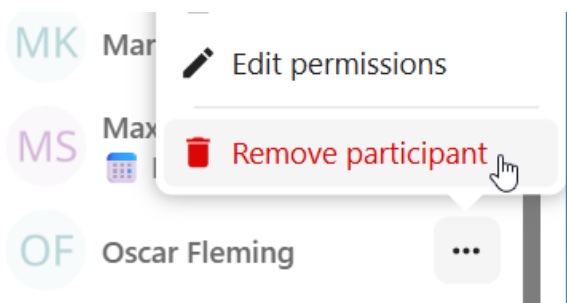 MK Mar
Edit permissions
MS Max
Remove participant
OF Oscar Fleming